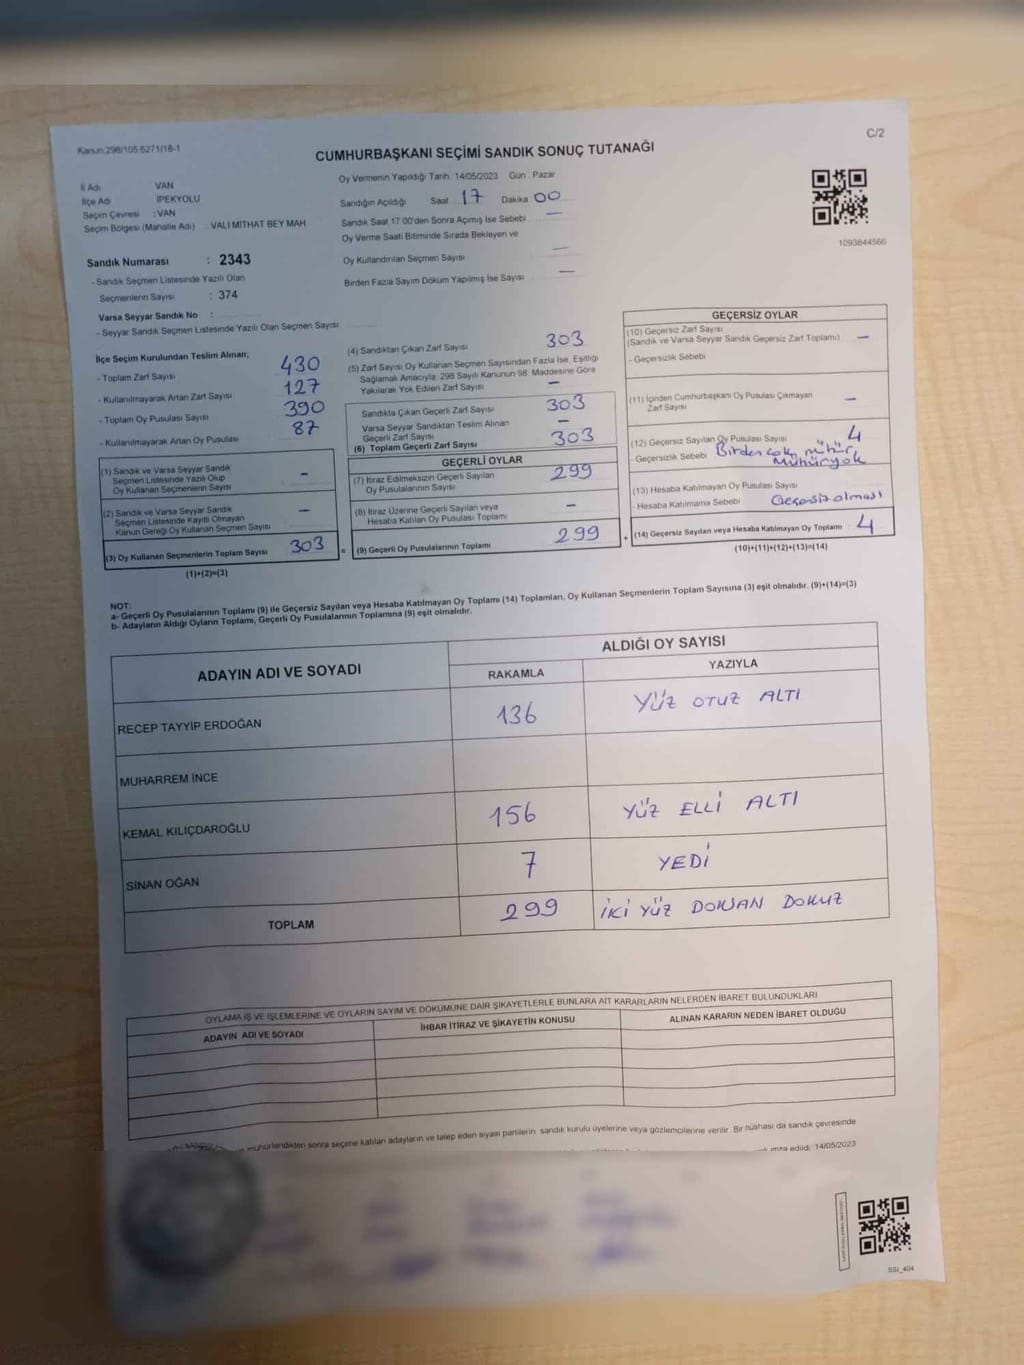 Kanun.298/105 6271/18-1
C/2
CUMHURBAŞKANI SEÇİMİ SANDIK SONUÇ TUTANAĞI
İl Adı VAN
İlçe Adı İPEKYOLU
Seçim Çevresi : VAN
Seçim Bölgesi (Mahalle Adı) : VALİ MİTHAT BEY MAH
Oy Vermenin Yapıldığı Tarih 14/05/2023 Gün : Pazar
Sandığın Açıldığı Saat 17 Dakika 00
Sandık Saat 17:00'den Sonra Açılmış İse Sebebi —
Oy Verme Saati Bitiminde Sırada Bekleyen ve
Oy Kullandırılan Seçmen Sayısı —
Birden Fazla Sayım Döküm Yapılmış İse Sayısı —
1093844566
Sandık Numarası : 2343
- Sandık Seçmen Listesinde Yazılı Olan
Seçmenlerin Sayısı : 374
Varsa Seyyar Sandık No :
- Seyyar Sandık Seçmen Listesinde Yazılı Olan Seçmen Sayısı
İlçe Seçim Kurulundan Teslim Alınan;
- Toplam Zarf Sayısı 430
- Kullanılmayarak Artan Zarf Sayısı 127
- Toplam Oy Pusulası Sayısı 390
- Kullanılmayarak Artan Oy Pusulası 87
(1) Sandık ve Varsa Seyyar Sandık
Seçmen Listesinde Yazılı Olup
Oy Kullanan Seçmenlerin Sayısı —
(2) Sandık ve Varsa Seyyar Sandık
Seçmen Listesinde Kayıtlı Olmayan
Kanun Gereği Oy Kullanan Seçmen Sayısı —
(3) Oy Kullanan Seçmenlerin Toplam Sayısı 303
(1)+(2)=(3)
(4) Sandıktan Çıkan Zarf Sayısı 303
(5) Zarf Sayısı Oy Kullanan Seçmen Sayısından Fazla İse, Eşitliği
Sağlamak Amacıyla, 298 Sayılı Kanunun 98. Maddesine Göre
Yakılarak Yok Edilen Zarf Sayısı —
Sandıkta Çıkan Geçerli Zarf Sayısı 303
Varsa Seyyar Sandıktan Teslim Alınan
Geçerli Zarf Sayısı —
(6) Toplam Geçerli Zarf Sayısı 303
GEÇERLİ OYLAR
(7) İtiraz Edilmeksizin Geçerli Sayılan
Oy Pusulalarının Sayısı 299
(8) İtiraz Üzerine Geçerli Sayılan veya
Hesaba Katılan Oy Pusulası Toplamı —
= (9) Geçerli Oy Pusulalarının Toplamı 299
GEÇERSİZ OYLAR
(10) Geçersiz Zarf Sayısı
(Sandık ve Varsa Seyyar Sandık Geçersiz Zarf Toplamı) —
- Geçersizlik Sebebi
(11) İçinden Cumhurbaşkanı Oy Pusulası Çıkmayan
Zarf Sayısı —
(12) Geçersiz Sayılan Oy Pusulası Sayısı 4
- Geçersizlik Sebebi Birden çok mühür
Mühür yok
(13) Hesaba Katılmayan Oy Pusulası Sayısı
- Hesaba Katılmama Sebebi Geçersiz olması
+ (14) Geçersiz Sayılan veya Hesaba Katılmayan Oy Toplamı 4
(10)+(11)+(12)+(13)=(14)
NOT:
a- Geçerli Oy Pusulalarının Toplamı (9) ile Geçersiz Sayılan veya Hesaba Katılmayan Oy Toplamı (14) Toplamları, Oy Kullanan Seçmenlerin Toplam Sayısına (3) eşit olmalıdır. (9)+(14)=(3)
b- Adayların Aldığı Oyların Toplamı, Geçerli Oy Pusulalarının Toplamına (9) eşit olmalıdır.
ADAYIN ADI VE SOYADI
ALDIĞI OY SAYISI
RAKAMLA YAZIYLA
RECEP TAYYİP ERDOĞAN 136 YÜZ OTUZ ALTI
MUHARREM İNCE
KEMAL KILIÇDAROĞLU 156 YÜZ ELLİ ALTI
SİNAN OĞAN 7 YEDİ
TOPLAM 299 İKİ YÜZ DOKSAN DOKUZ
OYLAMA İŞ VE İŞLEMLERİNE VE OYLARIN SAYIM VE DÖKÜMÜNE DAİR ŞİKAYETLERLE BUNLARA AİT KARARLARIN NELERDEN İBARET BULUNDUKLARI
ADAYIN ADI VE SOYADI İHBAR İTİRAZ VE ŞİKAYETİN KONUSU ALINAN KARARIN NEDEN İBARET OLDUĞU
mühürlendikten sonra seçime katılan adayların ve talep eden siyasi partilerin sandık kurulu üyelerine veya gözlemcilerine verilir. Bir nüshası da sandık çevresinde
imza edildi. 14/05/2023
SSI_404